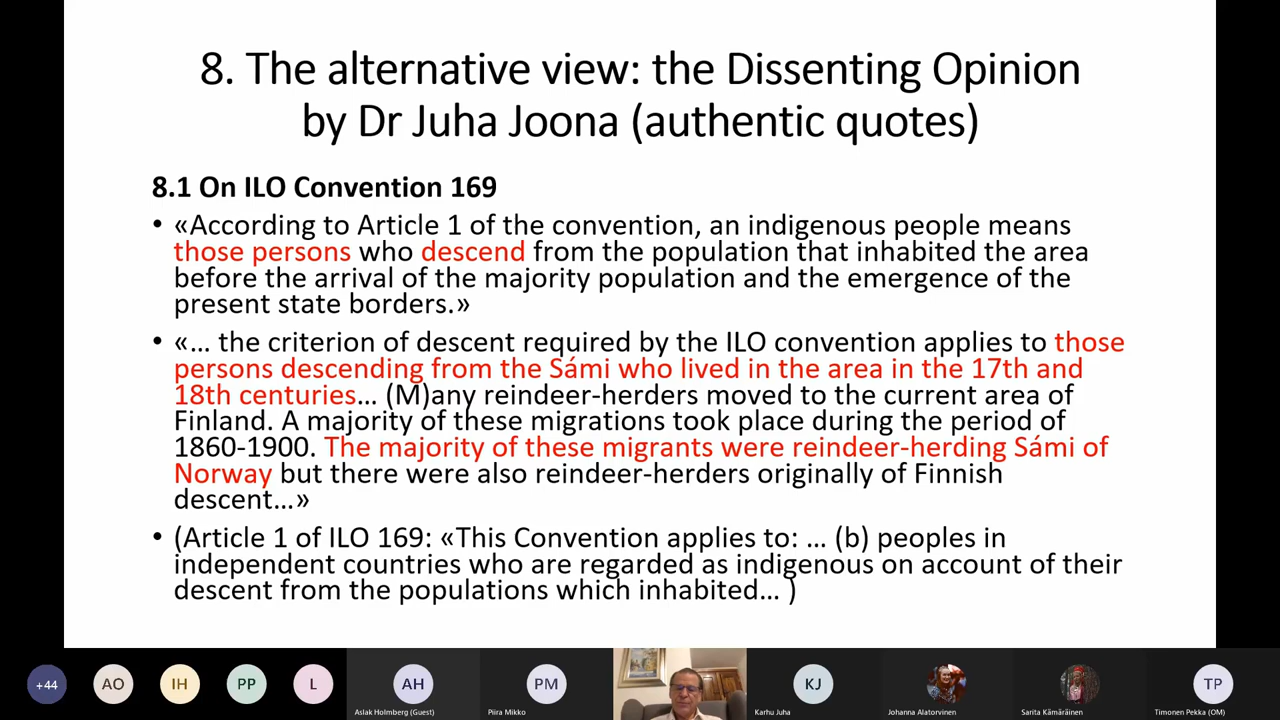 8. The alternative view: the Dissenting Opinion
by Dr Juha Joona (authentic quotes)
8.1 On ILO Convention 169
• «According to Article 1 of the convention, an indigenous people means
those persons who descend from the population that inhabited the area
before the arrival of the majority population and the emergence of the
present state borders.»
• «… the criterion of descent required by the ILO convention applies to those
persons descending from the Sámi who lived in the area in the 17th and
18th centuries… (M)any reindeer-herders moved to the current area of
Finland. A majority of these migrations took place during the period of
1860-1900. The majority of these migrants were reindeer-herding Sámi of
Norway but there were also reindeer-herders originally of Finnish
descent…»
• (Article 1 of ILO 169: «This Convention applies to: … (b) peoples in
independent countries who are regarded as indigenous on account of their
descent from the populations which inhabited… )
+44 AO IH PP L AH PM KJ TP
Aslak Holmberg (Guest) Piira Mikko Karhu Juha Johanna Alatorvinen Sarita Kämäräinen Timonen Pekka (OM)